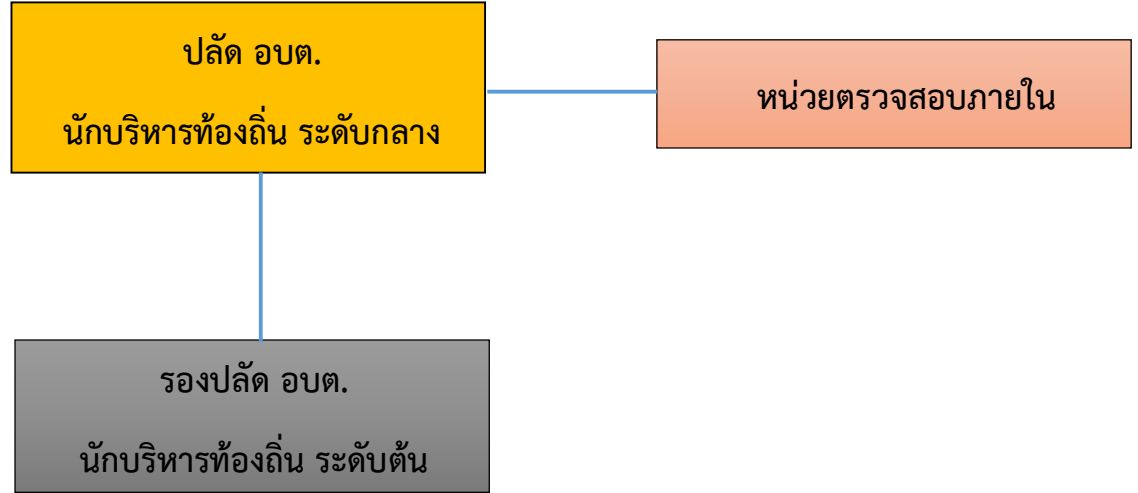 ปลัด อบต.
นักบริหารท้องถิ่น ระดับกลาง
หน่วยตรวจสอบภายใน
รองปลัด อบต.
นักบริหารท้องถิ่น ระดับต้น